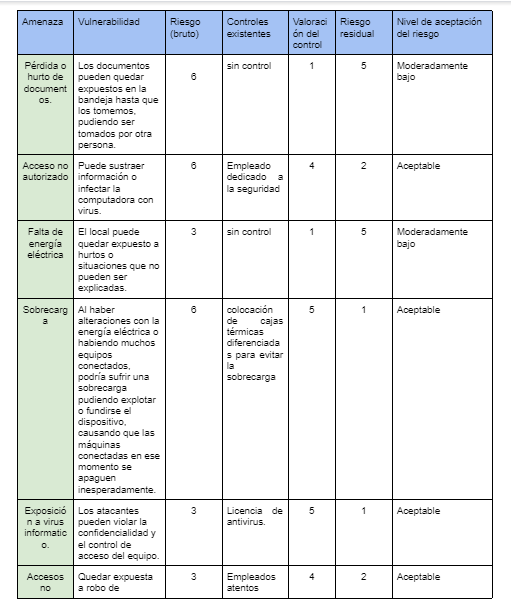 Amenaza
Vulnerabilidad
Riesgo
(bruto)
Controles
existentes
Valoraci
ón del
control
Riesgo
residual
Nivel de aceptación
del riesgo
Pérdida o
hurto de
document
os.
Los documentos
pueden quedar
expuestos en la
bandeja hasta que
los tomemos,
pudiendo ser
tomados por otra
persona.
6
sin control
1
5
Moderadamente
bajo
Acceso no
autorizado
Puede sustraer
información o
infectar la
computadora con
virus.
6
Empleado
dedicado a
la seguridad
4
2
Aceptable
Falta de
energía
eléctrica
El local puede
quedar expuesto a
hurtos o
situaciones que no
pueden ser
explicadas.
3
sin control
1
5
Moderadamente
bajo
Sobrecarg
a
Al haber
alteraciones con la
energía eléctrica o
habiendo muchos
equipos
conectados,
podría sufrir una
sobrecarga
pudiendo explotar
o fundirse el
dispositivo,
causando que las
máquinas
conectadas en ese
momento se
apaguen
inesperadamente.
6
colocación
de cajas
térmicas
diferenciada
s para evitar
la
sobrecarga
5
1
Aceptable
Exposició
n a virus
informatic
o.
Los atacantes
pueden violar la
confidencialidad y
el control de
acceso del equipo.
3
Licencia de
antivirus.
5
1
Aceptable
Accesos
no
Quedar expuesta
a robo de
3
Empleados
atentos
4
2
Aceptable